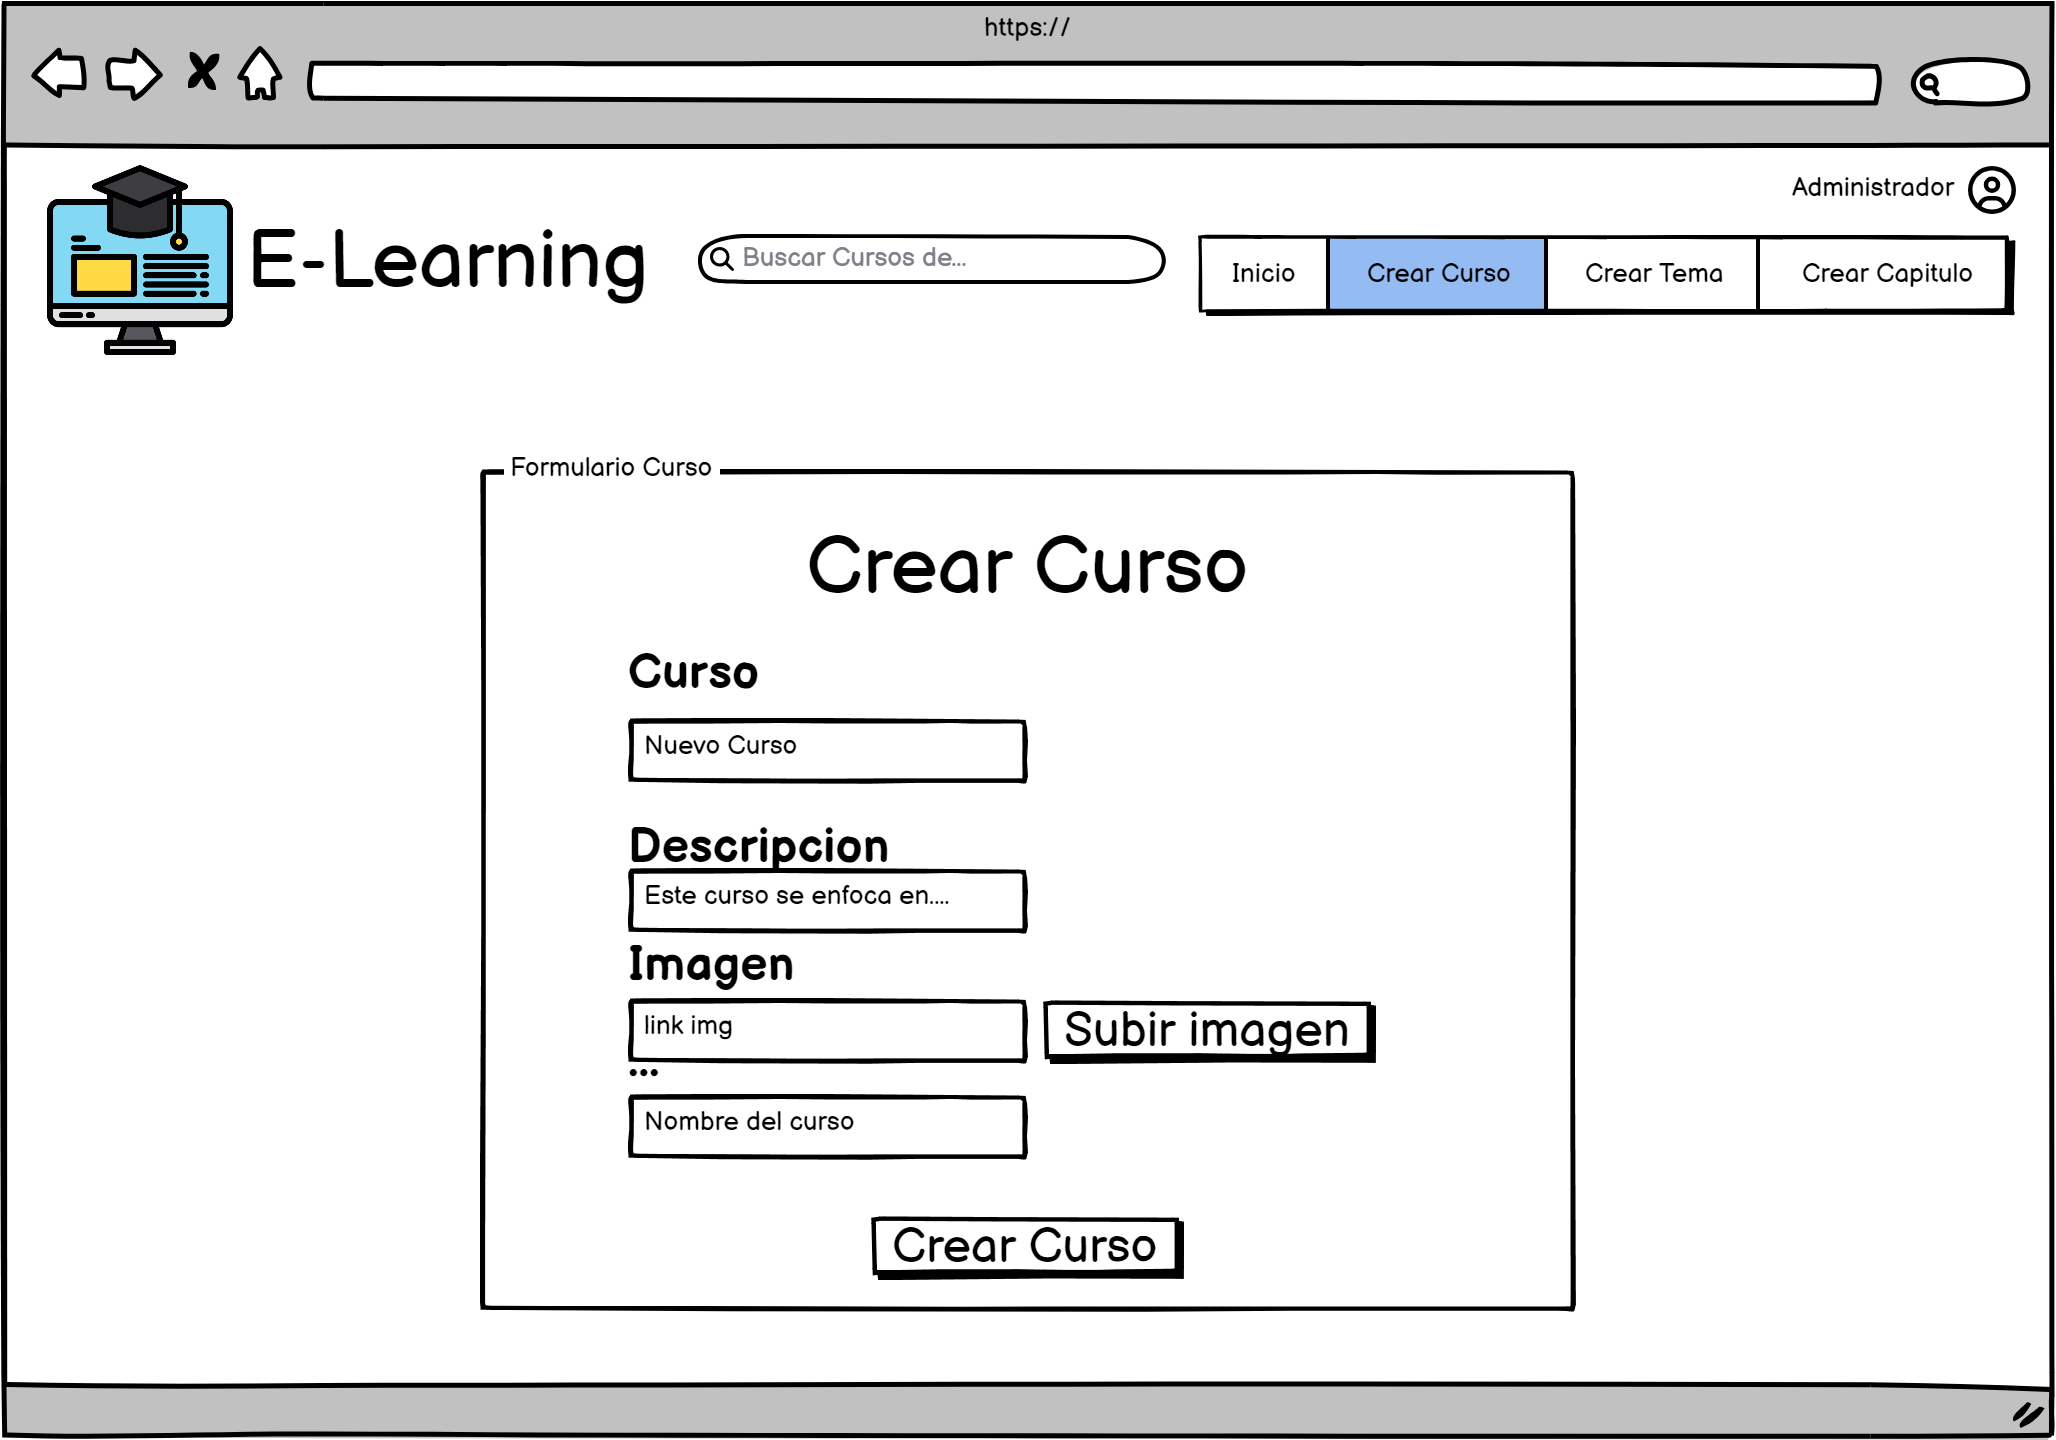 https://
Administrador
E-Learning
Buscar Cursos de...
Inicio
Crear Curso
Crear Tema
Crear Capitulo
Formulario Curso
Crear Curso
Curso
Nuevo Curso
Descripcion
Este curso se enfoca en....
Imagen
link img
Subir imagen
...
Nombre del curso
Crear Curso